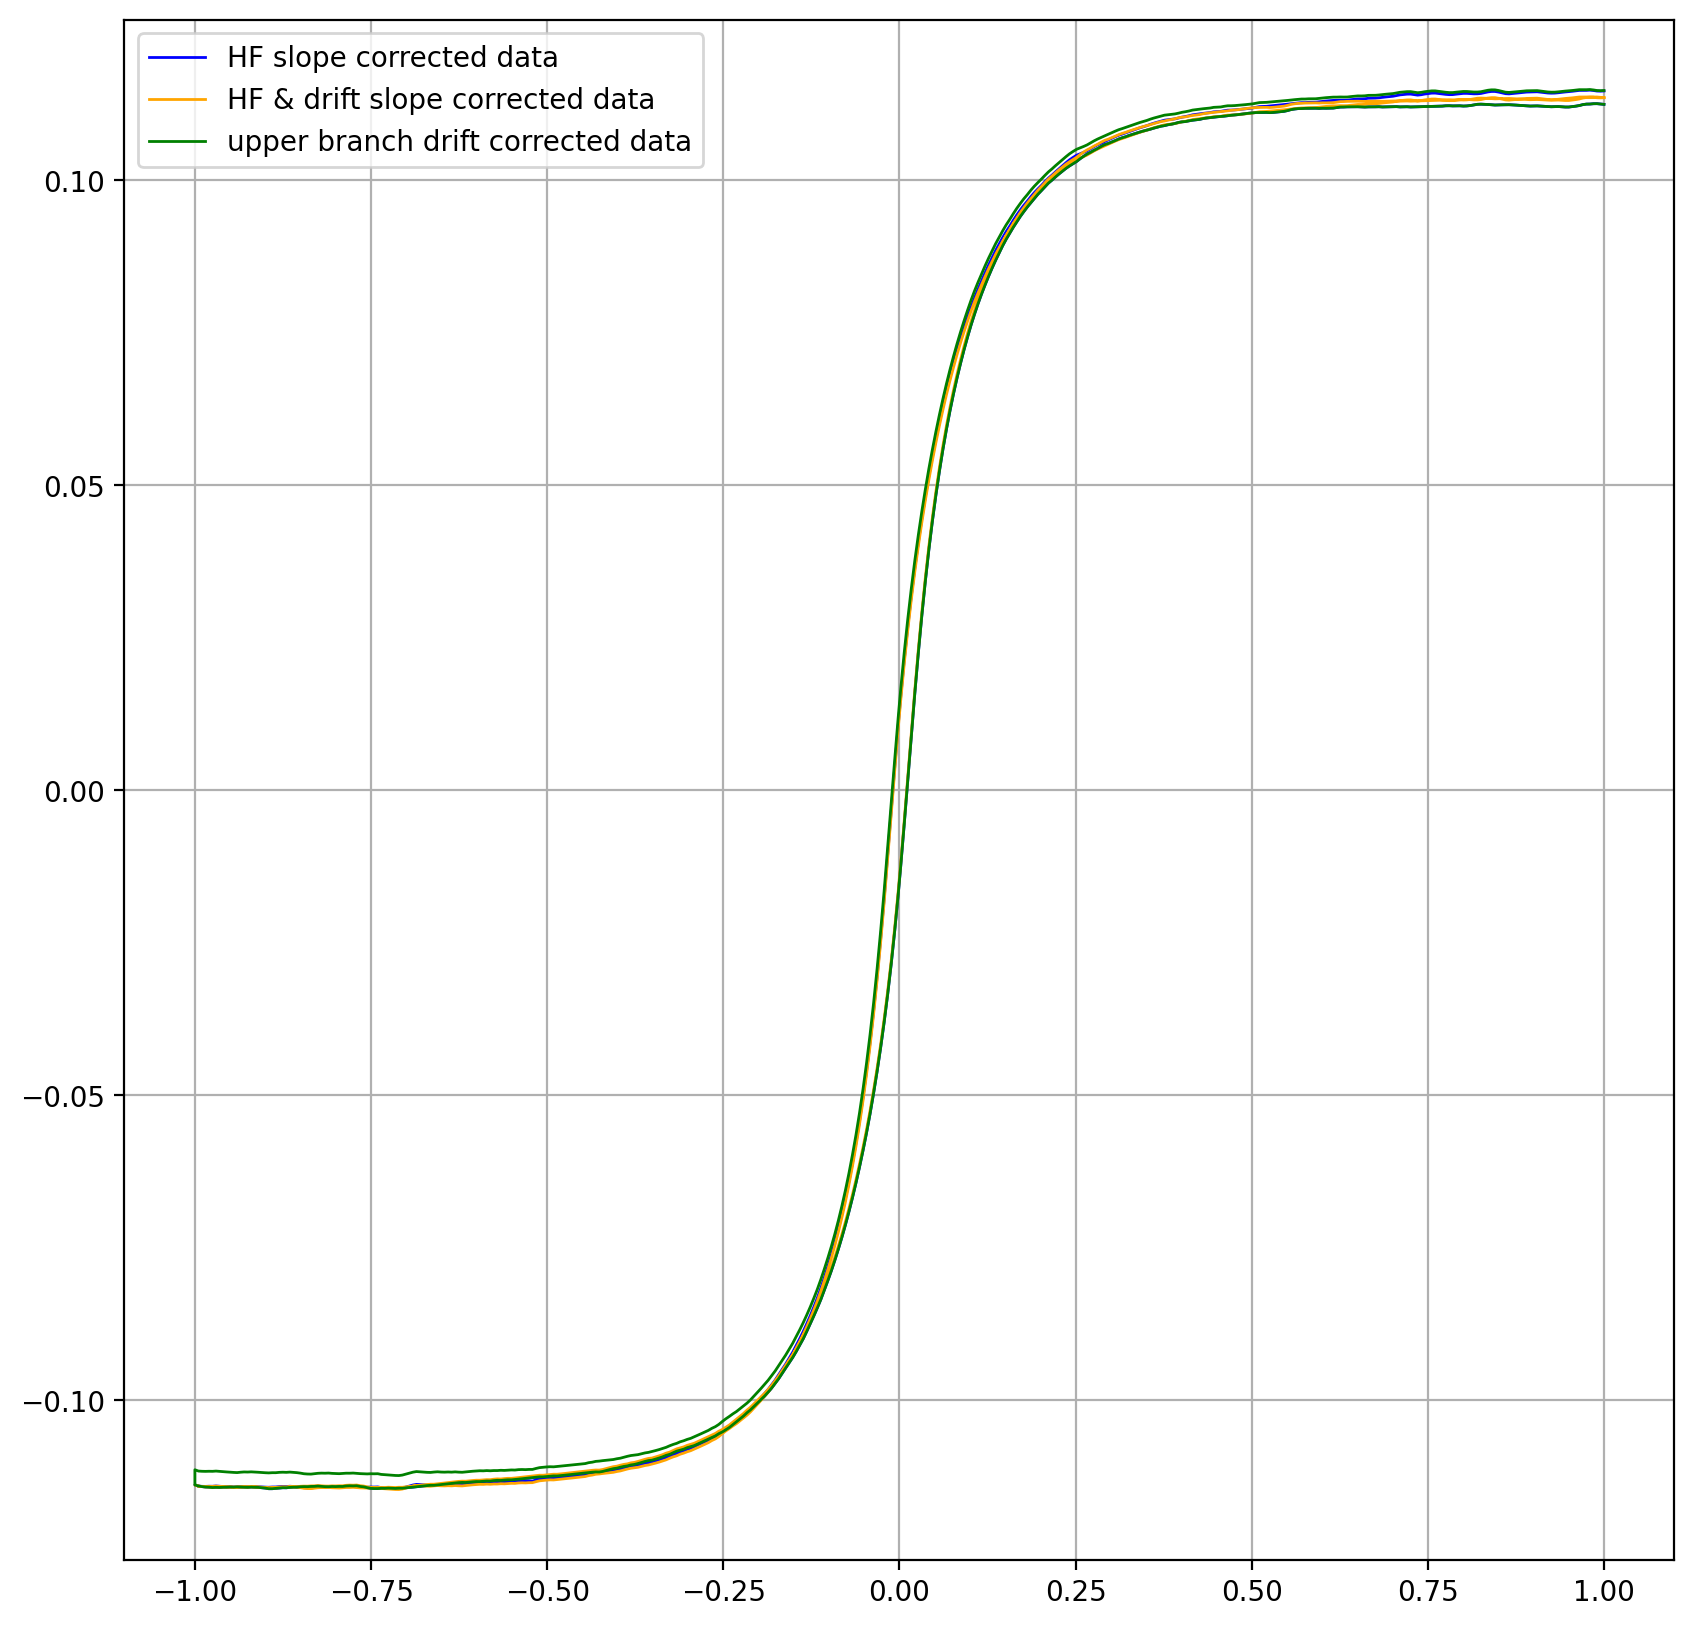 HF slope corrected data
HF & drift slope corrected data
upper branch drift corrected data
0.10
0.05
0.00
−0.05
−0.10
−1.00 −0.75 −0.50 −0.25 0.00 0.25 0.50 0.75 1.00